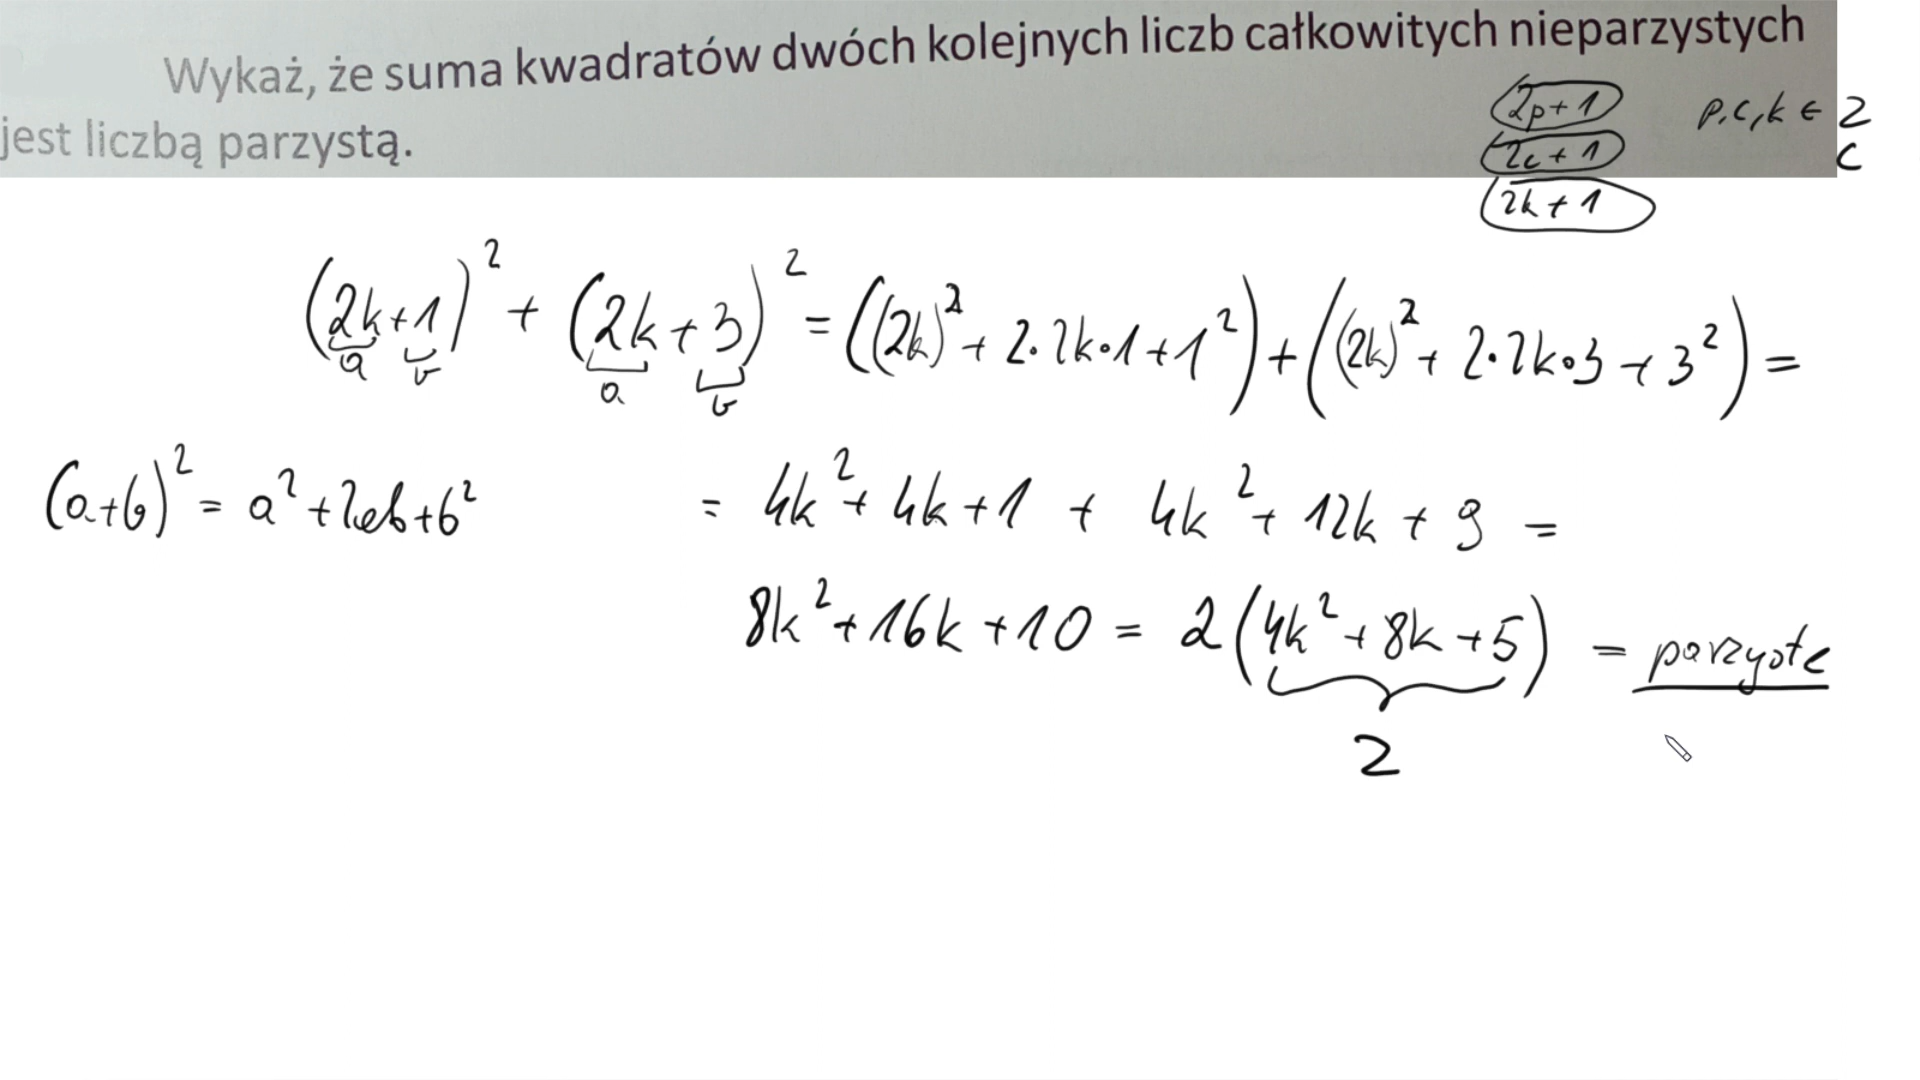 Wykaż, że suma kwadratów dwóch kolejnych liczb całkowitych nieparzystych
jest liczbą parzystą.
2p+1 p,c,k ∈ Z
2c+1 C
2k+1
(2k+1)² + (2k+3)² = ((2k)² + 2·2k·1+1²)+((2k)² + 2·2k·3+3²) =
a b a b
(a+b)² = a²+2ab+b² = 4k²+4k+1 + 4k²+12k+9 =
8k²+16k+10 = 2(4k²+8k+5) = parzyste
Z